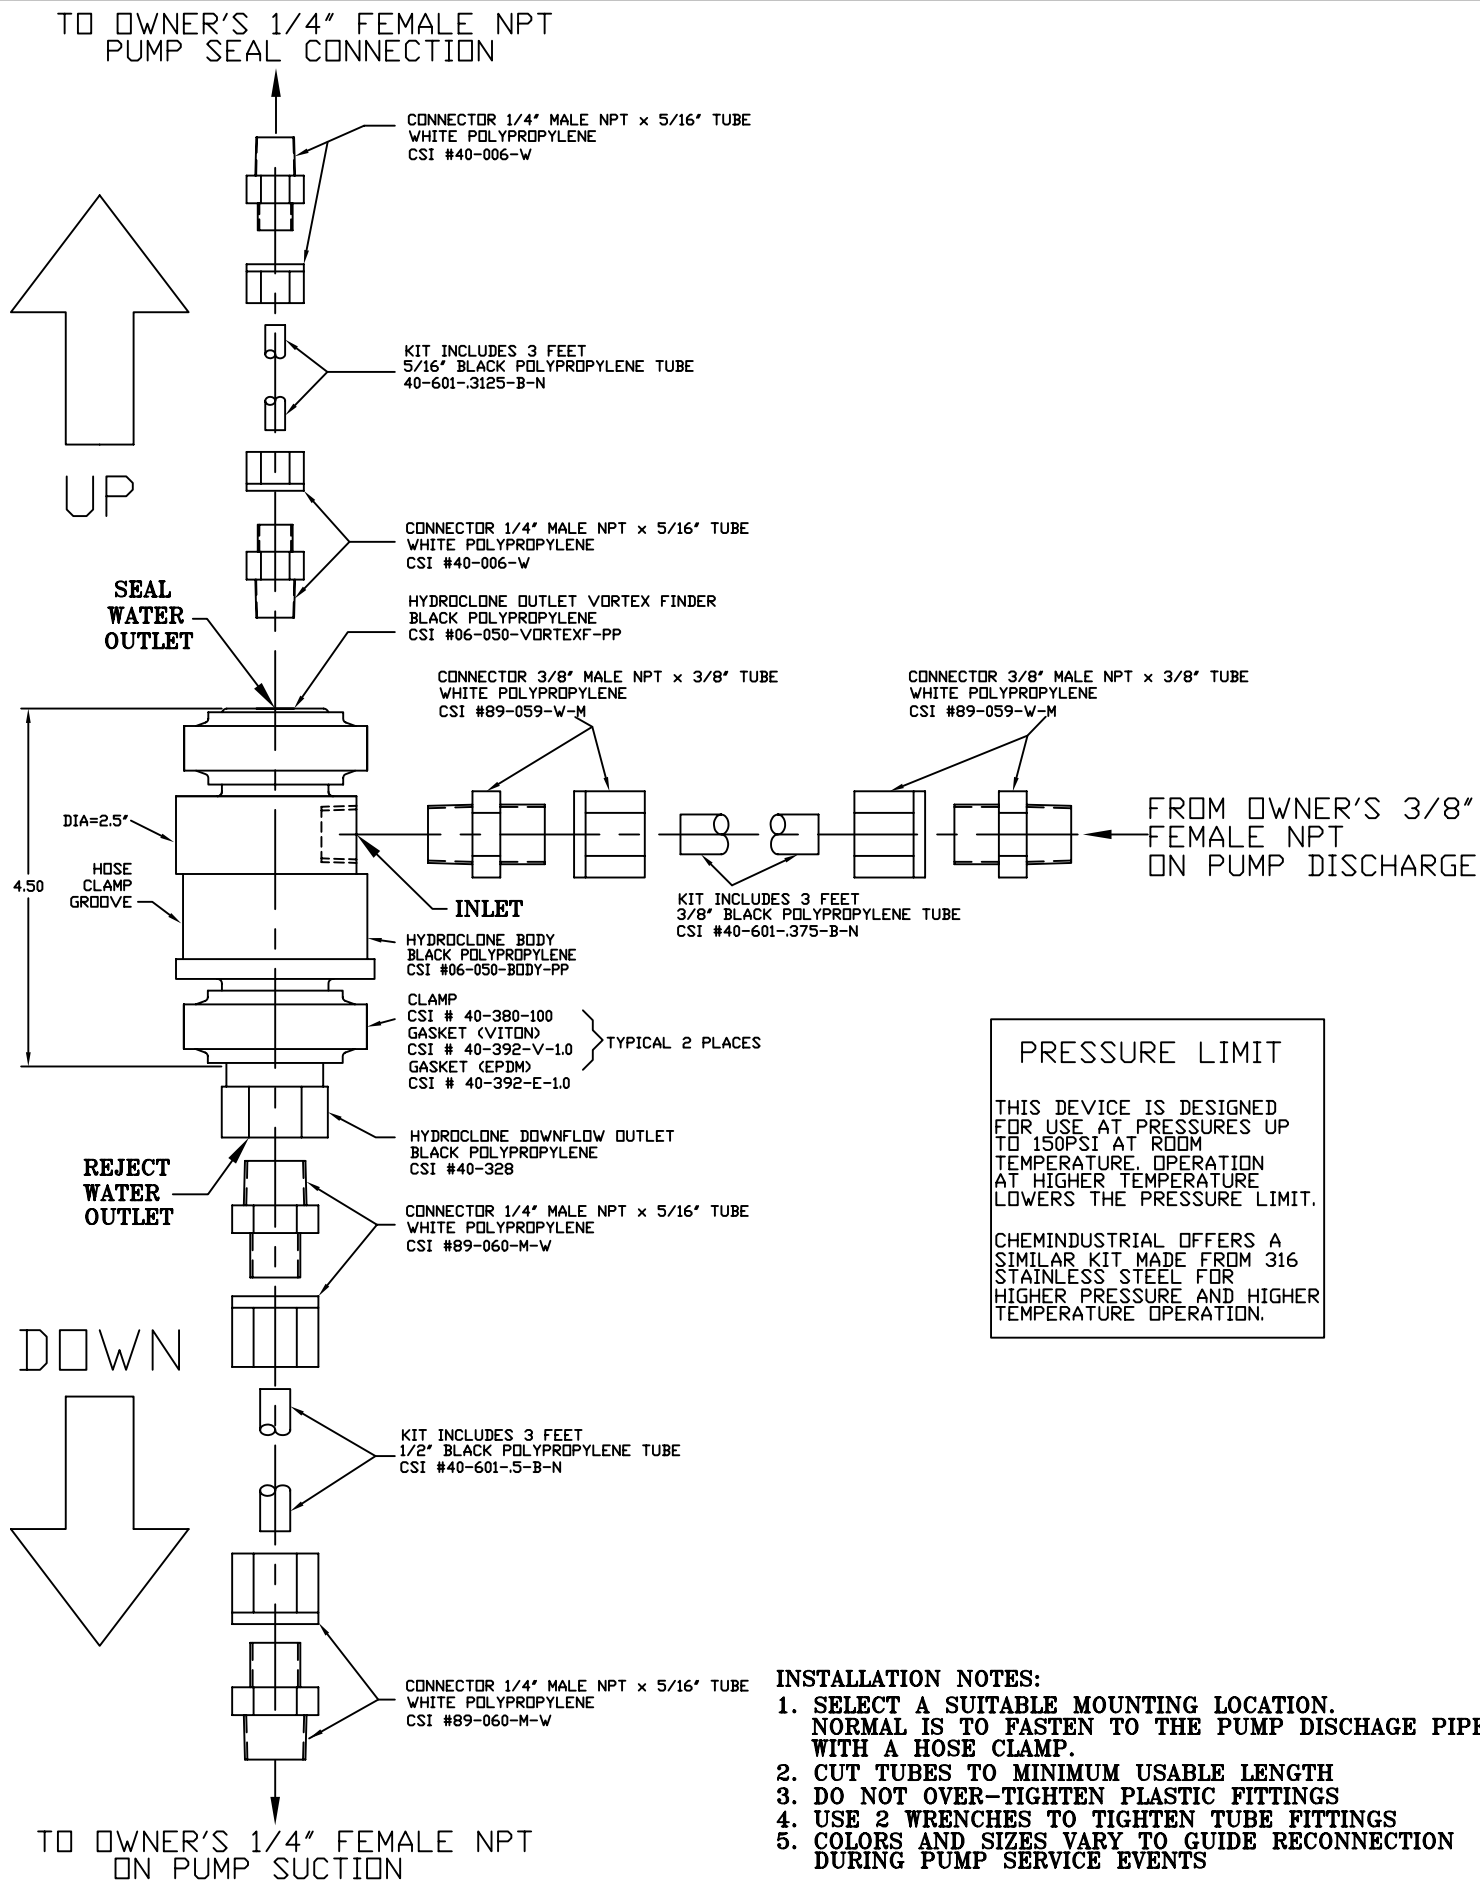 TO OWNER'S 1/4" FEMALE NPT
PUMP SEAL CONNECTION
CONNECTOR 1/4" MALE NPT x 5/16" TUBE
WHITE POLYPROPYLENE
CSI #40-006-W
UP
KIT INCLUDES 3 FEET
5/16" BLACK POLYPROPYLENE TUBE
40-601-.3125-B-N
CONNECTOR 1/4" MALE NPT x 5/16" TUBE
WHITE POLYPROPYLENE
CSI #40-006-W
SEAL
WATER
OUTLET
HYDROCLONE OUTLET VORTEX FINDER
BLACK POLYPROPYLENE
CSI #06-050-VORTEXF-PP
CONNECTOR 3/8" MALE NPT x 3/8" TUBE
WHITE POLYPROPYLENE
CSI #89-059-W-M
CONNECTOR 3/8" MALE NPT x 3/8" TUBE
WHITE POLYPROPYLENE
CSI #89-059-W-M
DIA=2.5"
4.50
HOSE
CLAMP
GROOVE
INLET
FROM OWNER'S 3/8"
FEMALE NPT
ON PUMP DISCHARGE
KIT INCLUDES 3 FEET
3/8" BLACK POLYPROPYLENE TUBE
CSI #40-601-.375-B-N
HYDROCLONE BODY
BLACK POLYPROPYLENE
CSI #06-050-BODY-PP
CLAMP
CSI # 40-380-100
GASKET (VITON)
CSI # 40-392-V-1.0
GASKET (EPDM)
CSI # 40-392-E-1.0
TYPICAL 2 PLACES
PRESSURE LIMIT
THIS DEVICE IS DESIGNED
FOR USE AT PRESSURES UP
TO 150PSI AT ROOM
TEMPERATURE. OPERATION
AT HIGHER TEMPERATURE
LOWERS THE PRESSURE LIMIT.
CHEMINDUSTRIAL OFFERS A
SIMILAR KIT MADE FROM 316
STAINLESS STEEL FOR
HIGHER PRESSURE AND HIGHER
TEMPERATURE OPERATION.
HYDROCLONE DOWNFLOW OUTLET
BLACK POLYPROPYLENE
CSI #40-328
REJECT
WATER
OUTLET
CONNECTOR 1/4" MALE NPT x 5/16" TUBE
WHITE POLYPROPYLENE
CSI #89-060-M-W
DOWN
KIT INCLUDES 3 FEET
1/2" BLACK POLYPROPYLENE TUBE
CSI #40-601-.5-B-N
CONNECTOR 1/4" MALE NPT x 5/16" TUBE
WHITE POLYPROPYLENE
CSI #89-060-M-W
TO OWNER'S 1/4" FEMALE NPT
ON PUMP SUCTION
INSTALLATION NOTES:
1. SELECT A SUITABLE MOUNTING LOCATION.
NORMAL IS TO FASTEN TO THE PUMP DISCHAGE PIPE
WITH A HOSE CLAMP.
2. CUT TUBES TO MINIMUM USABLE LENGTH
3. DO NOT OVER-TIGHTEN PLASTIC FITTINGS
4. USE 2 WRENCHES TO TIGHTEN TUBE FITTINGS
5. COLORS AND SIZES VARY TO GUIDE RECONNECTION
DURING PUMP SERVICE EVENTS